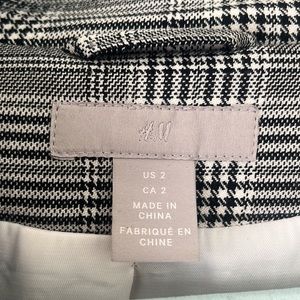 H&M
US 2
CA 2
MADE IN
CHINA
FABRIQUÉ EN
CHINE